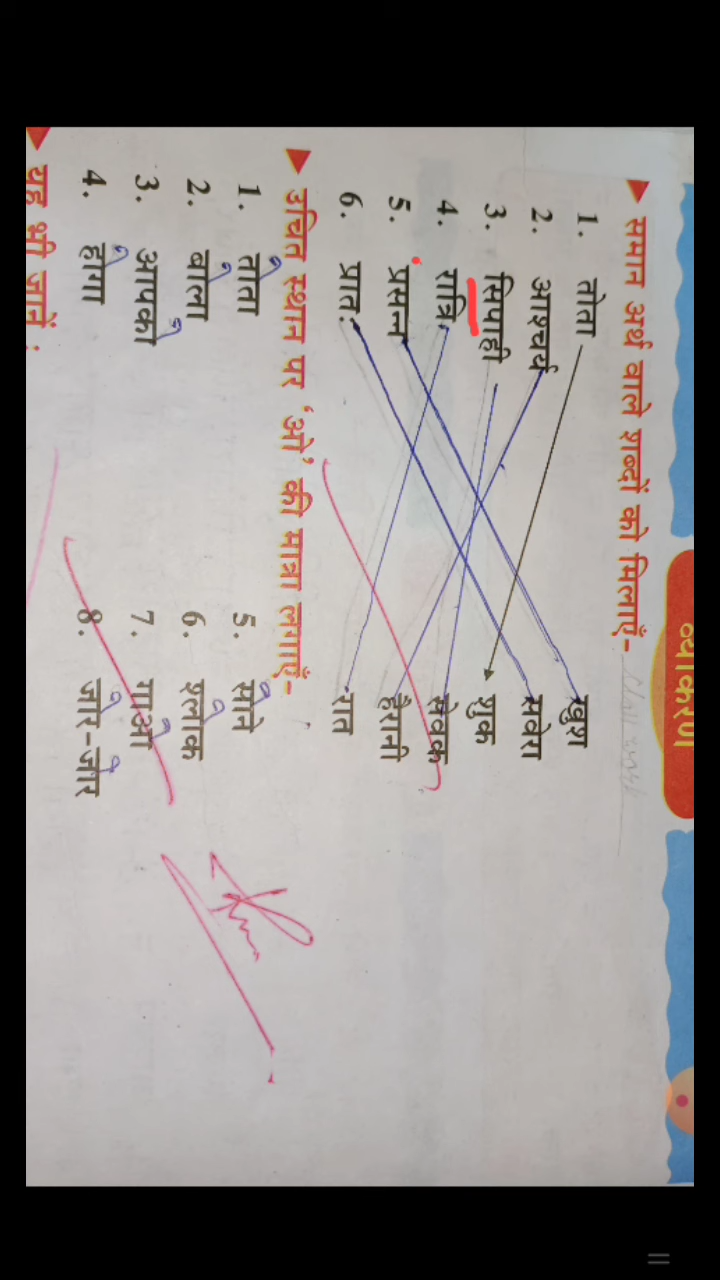 व्याकरण
▶ समान अर्थ वाले शब्दों को मिलाएँ-
1. तोता खुश
2. आश्चर्य सवेरा
3. सिपाही शुक
4. रात्रि सेवक
5. प्रसन्न हैरानी
6. प्रातः रात
▶ उचित स्थान पर ‘ओ’ की मात्रा लगाएँ-
1. तोता 5. सोने
2. बोला 6. श्लोक
3. आपको 7. गाओ
4. होगा 8. जोर-जोर
▶ यह भी जानें :